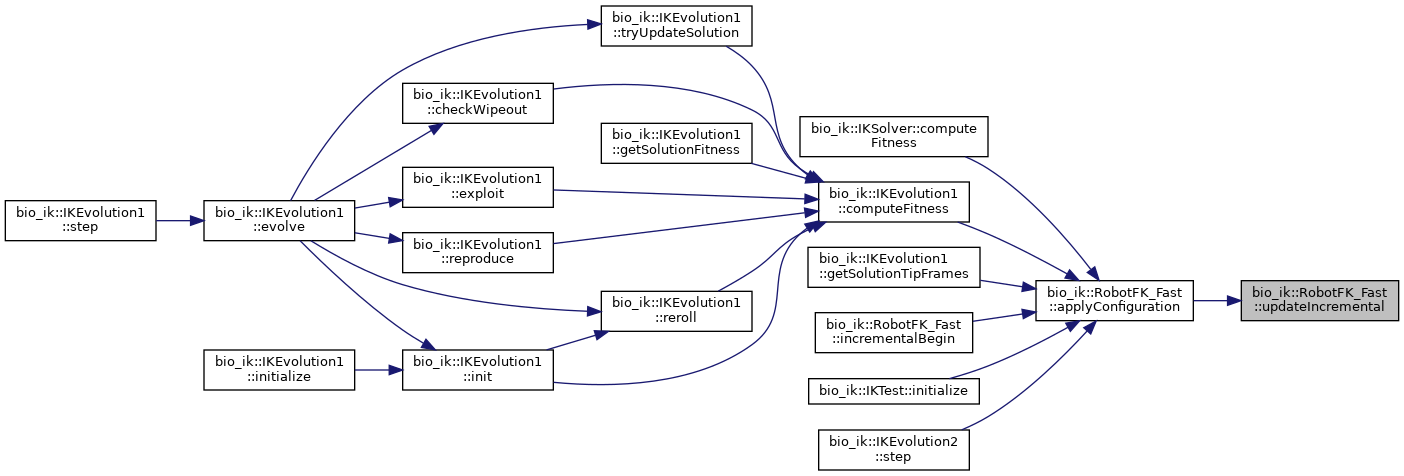 bio_ik::IKEvolution1
::step
bio_ik::IKEvolution1
::evolve
bio_ik::IKEvolution1
::initialize
bio_ik::IKEvolution1
::checkWipeout
bio_ik::IKEvolution1
::exploit
bio_ik::IKEvolution1
::reproduce
bio_ik::IKEvolution1
::init
bio_ik::IKEvolution1
::tryUpdateSolution
bio_ik::IKEvolution1
::getSolutionFitness
bio_ik::IKEvolution1
::reroll
bio_ik::IKSolver::compute
Fitness
bio_ik::IKEvolution1
::computeFitness
bio_ik::IKEvolution1
::getSolutionTipFrames
bio_ik::RobotFK_Fast
::incrementalBegin
bio_ik::IKTest::initialize
bio_ik::IKEvolution2
::step
bio_ik::RobotFK_Fast
::applyConfiguration
bio_ik::RobotFK_Fast
::updateIncremental